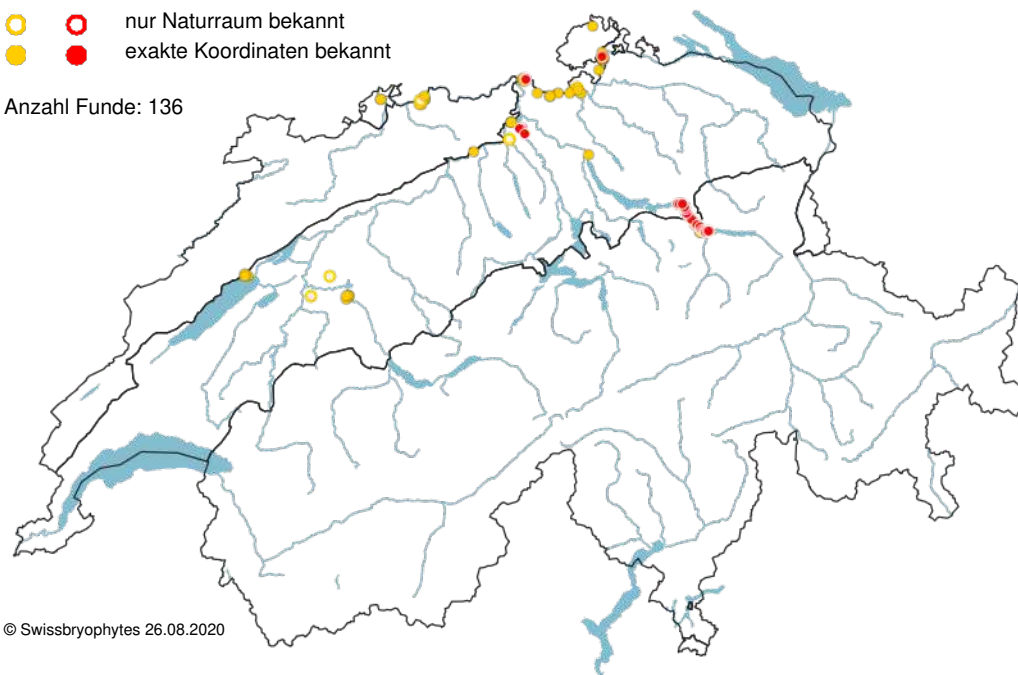 nur Naturraum bekannt
exakte Koordinaten bekannt
Anzahl Funde: 136
© Swissbryophytes 26.08.2020